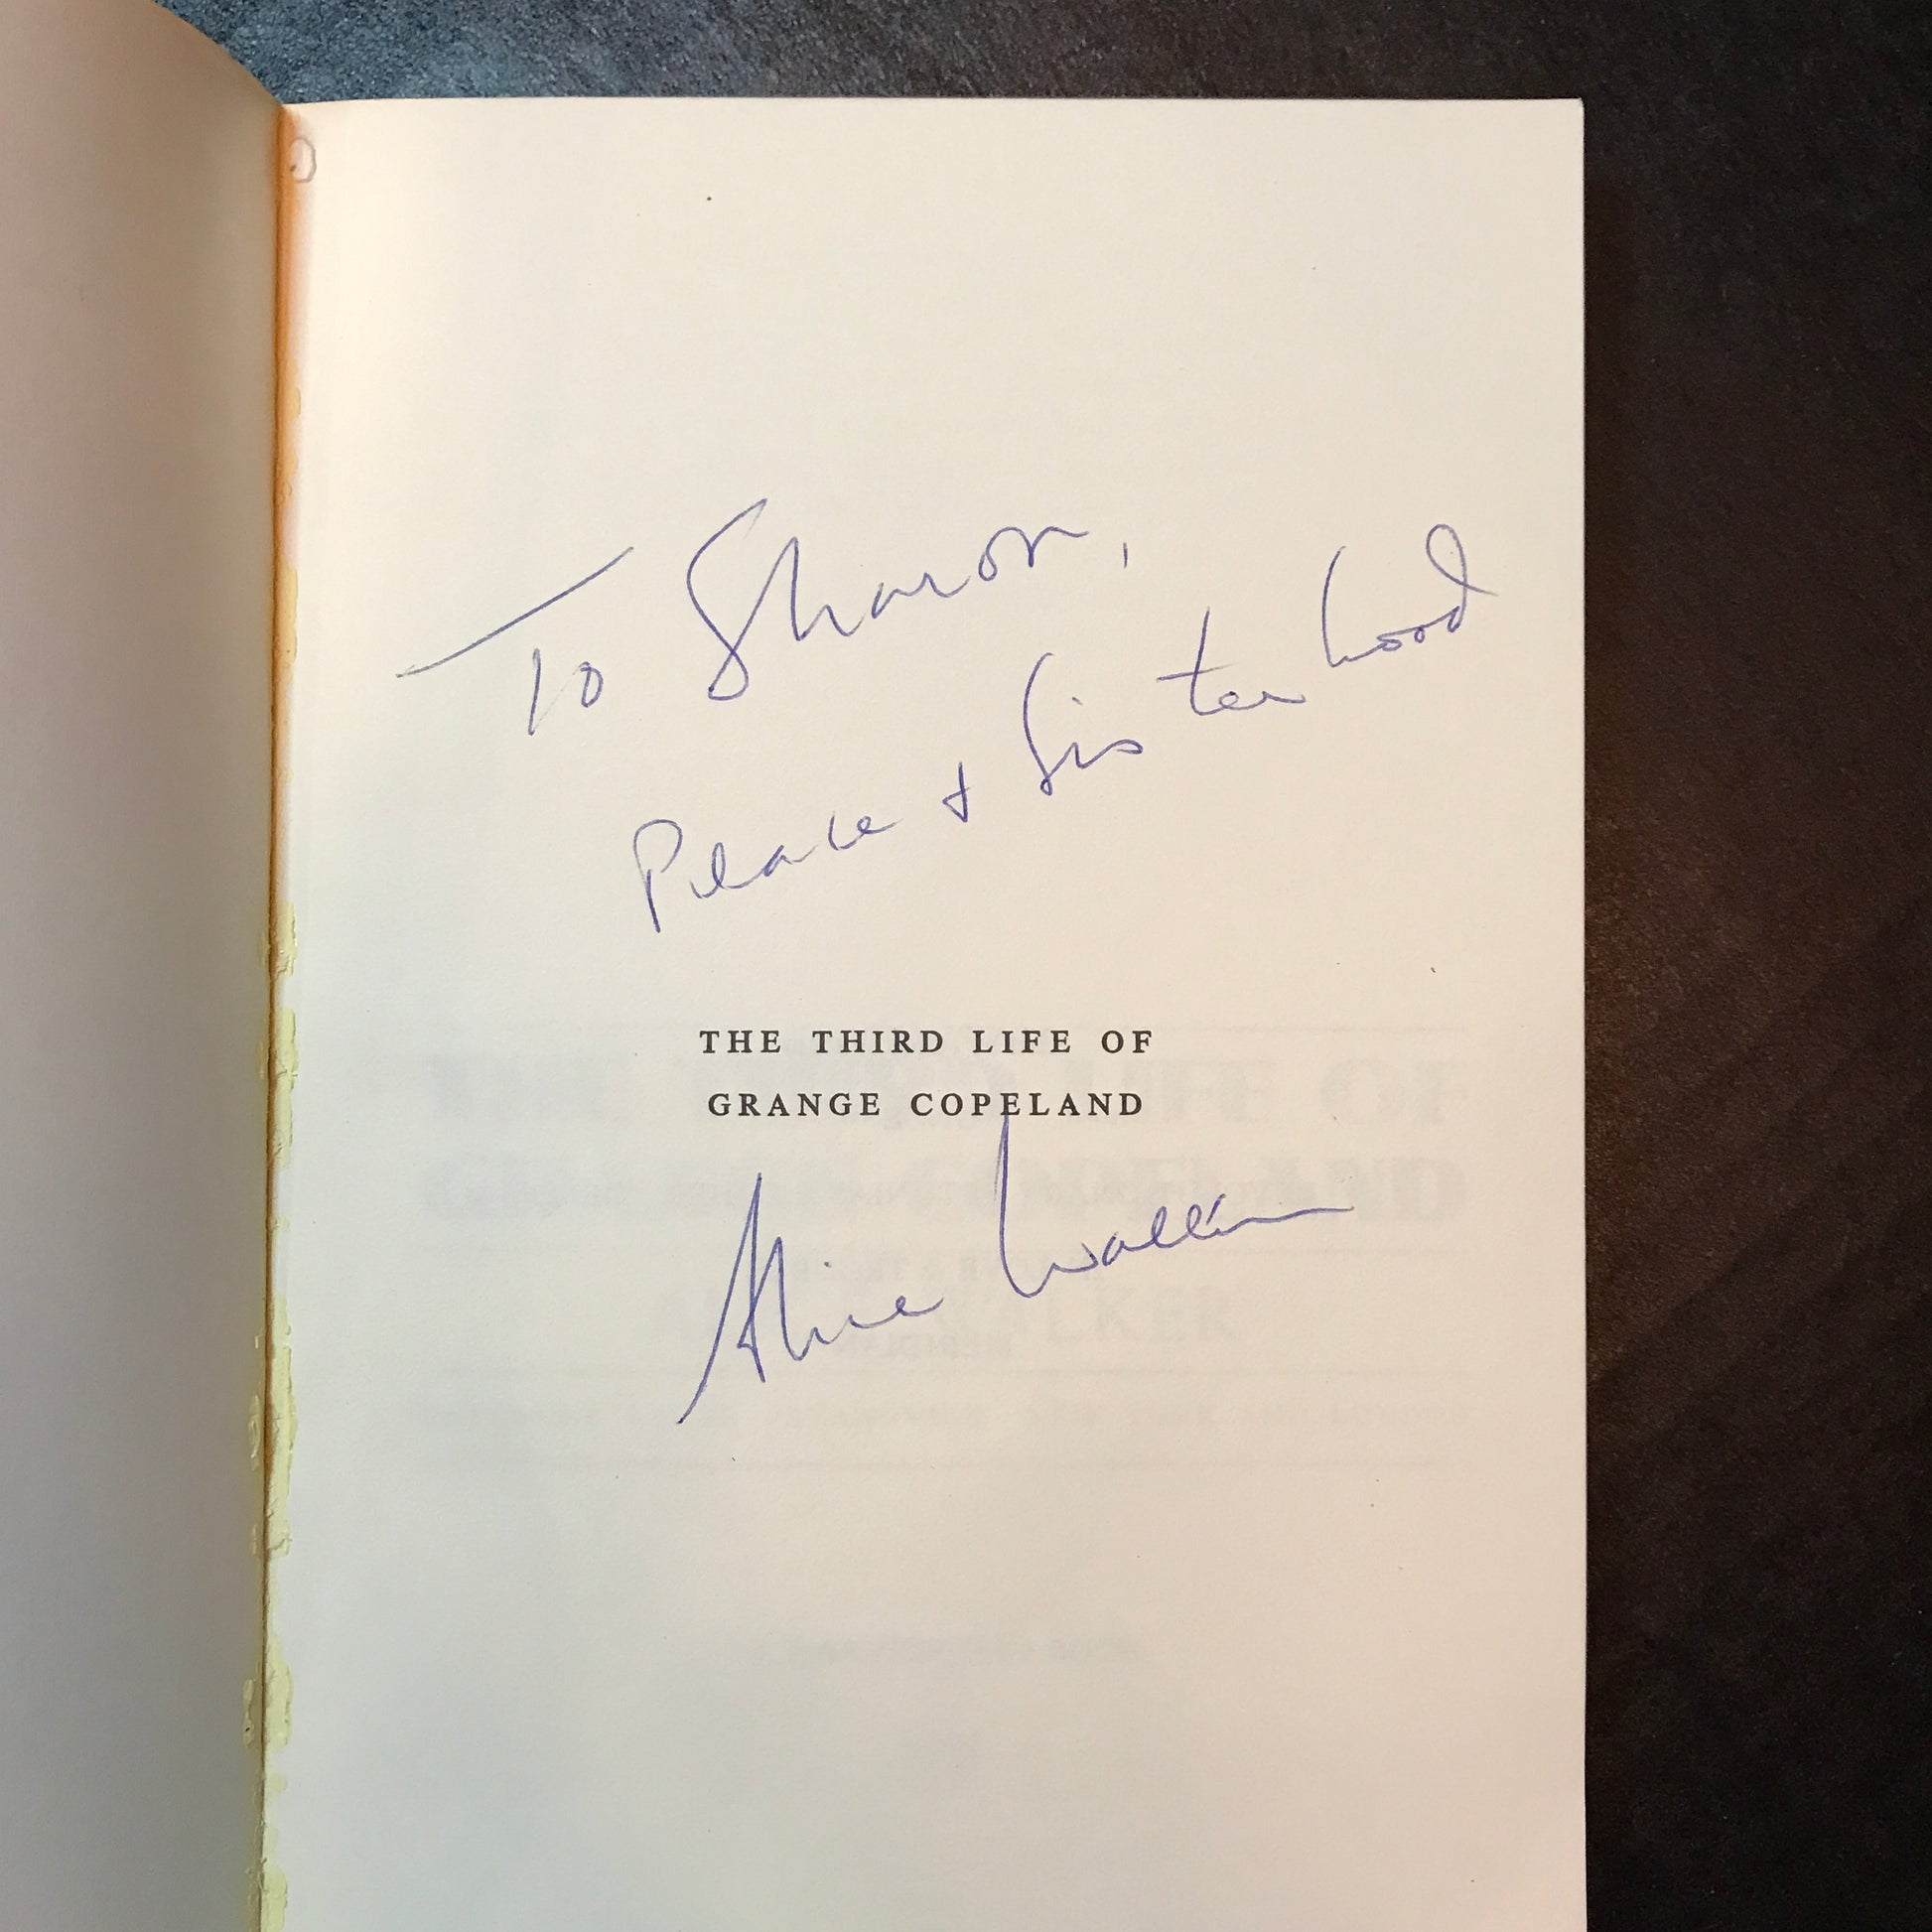 To Sharon,
Peace + Sisterhood
THE THIRD LIFE OF
GRANGE COPELAND
Alice Walker